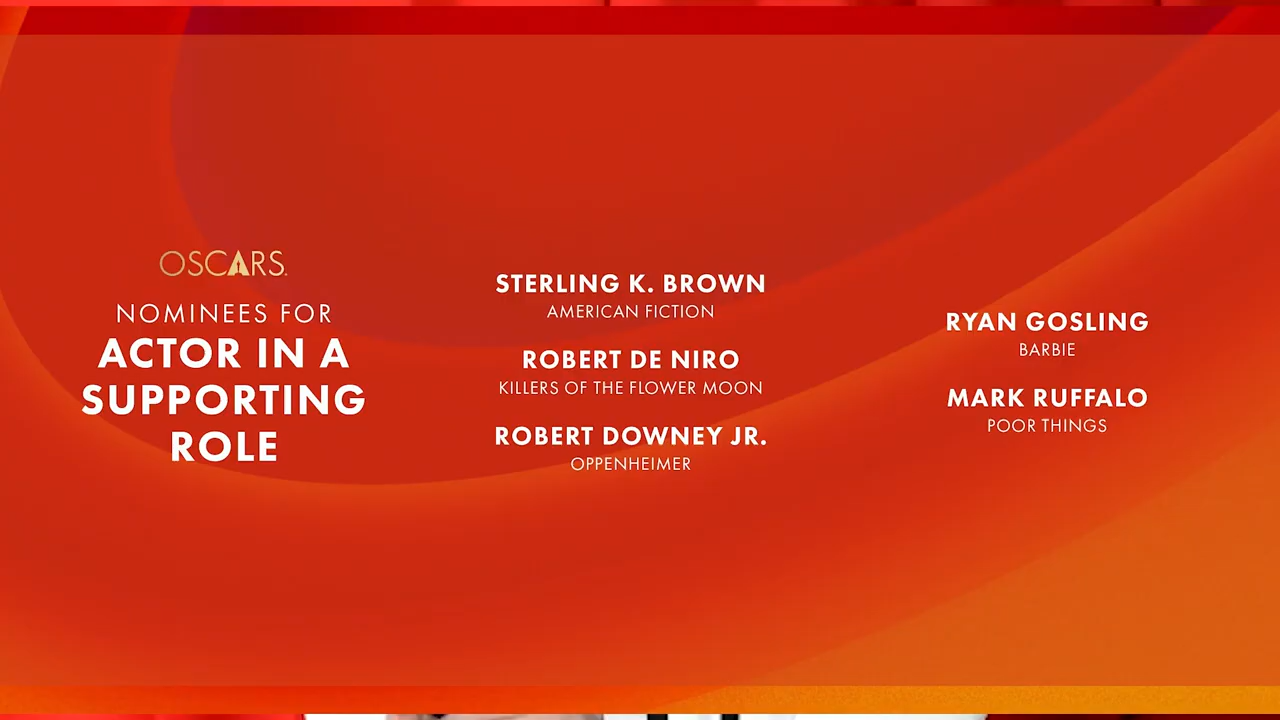 OSCARS.
NOMINEES FOR
ACTOR IN A
SUPPORTING
ROLE
STERLING K. BROWN
AMERICAN FICTION
ROBERT DE NIRO
KILLERS OF THE FLOWER MOON
ROBERT DOWNEY JR.
OPPENHEIMER
RYAN GOSLING
BARBIE
MARK RUFFALO
POOR THINGS